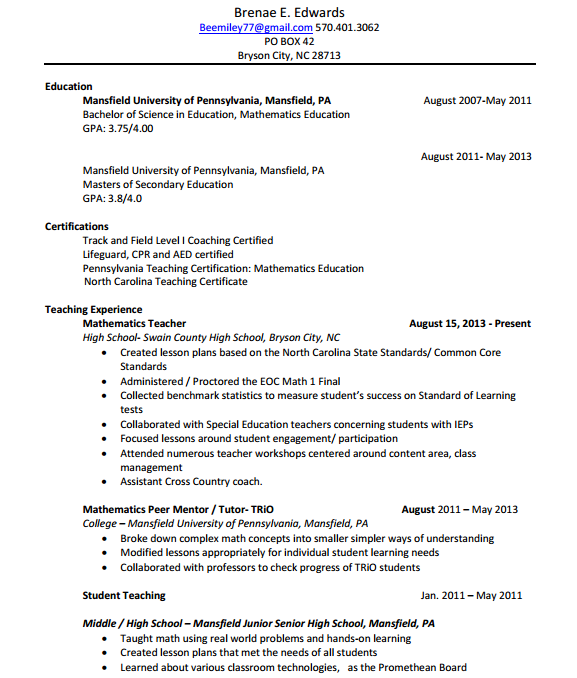 Brenae E. Edwards
Beemiley77@gmail.com 570.401.3062
PO BOX 42
Bryson City, NC 28713
Education
Mansfield University of Pennsylvania, Mansfield, PA August 2007-May 2011
Bachelor of Science in Education, Mathematics Education
GPA: 3.75/4.00
August 2011- May 2013
Mansfield University of Pennsylvania, Mansfield, PA
Masters of Secondary Education
GPA: 3.8/4.0
Certifications
Track and Field Level I Coaching Certified
Lifeguard, CPR and AED certified
Pennsylvania Teaching Certification: Mathematics Education
North Carolina Teaching Certificate
Teaching Experience
Mathematics Teacher August 15, 2013 - Present
High School- Swain County High School, Bryson City, NC
• Created lesson plans based on the North Carolina State Standards/ Common Core
Standards
• Administered / Proctored the EOC Math 1 Final
• Collected benchmark statistics to measure student's success on Standard of Learning
tests
• Collaborated with Special Education teachers concerning students with IEPs
• Focused lessons around student engagement/ participation
• Attended numerous teacher workshops centered around content area, class
management
• Assistant Cross Country coach.
Mathematics Peer Mentor / Tutor- TRiO August 2011 – May 2013
College – Mansfield University of Pennsylvania, Mansfield, PA
• Broke down complex math concepts into smaller simpler ways of understanding
• Modified lessons appropriately for individual student learning needs
• Collaborated with professors to check progress of TRiO students
Student Teaching Jan. 2011 – May 2011
Middle / High School – Mansfield Junior Senior High School, Mansfield, PA
• Taught math using real world problems and hands-on learning
• Created lesson plans that met the needs of all students
• Learned about various classroom technologies, as the Promethean Board